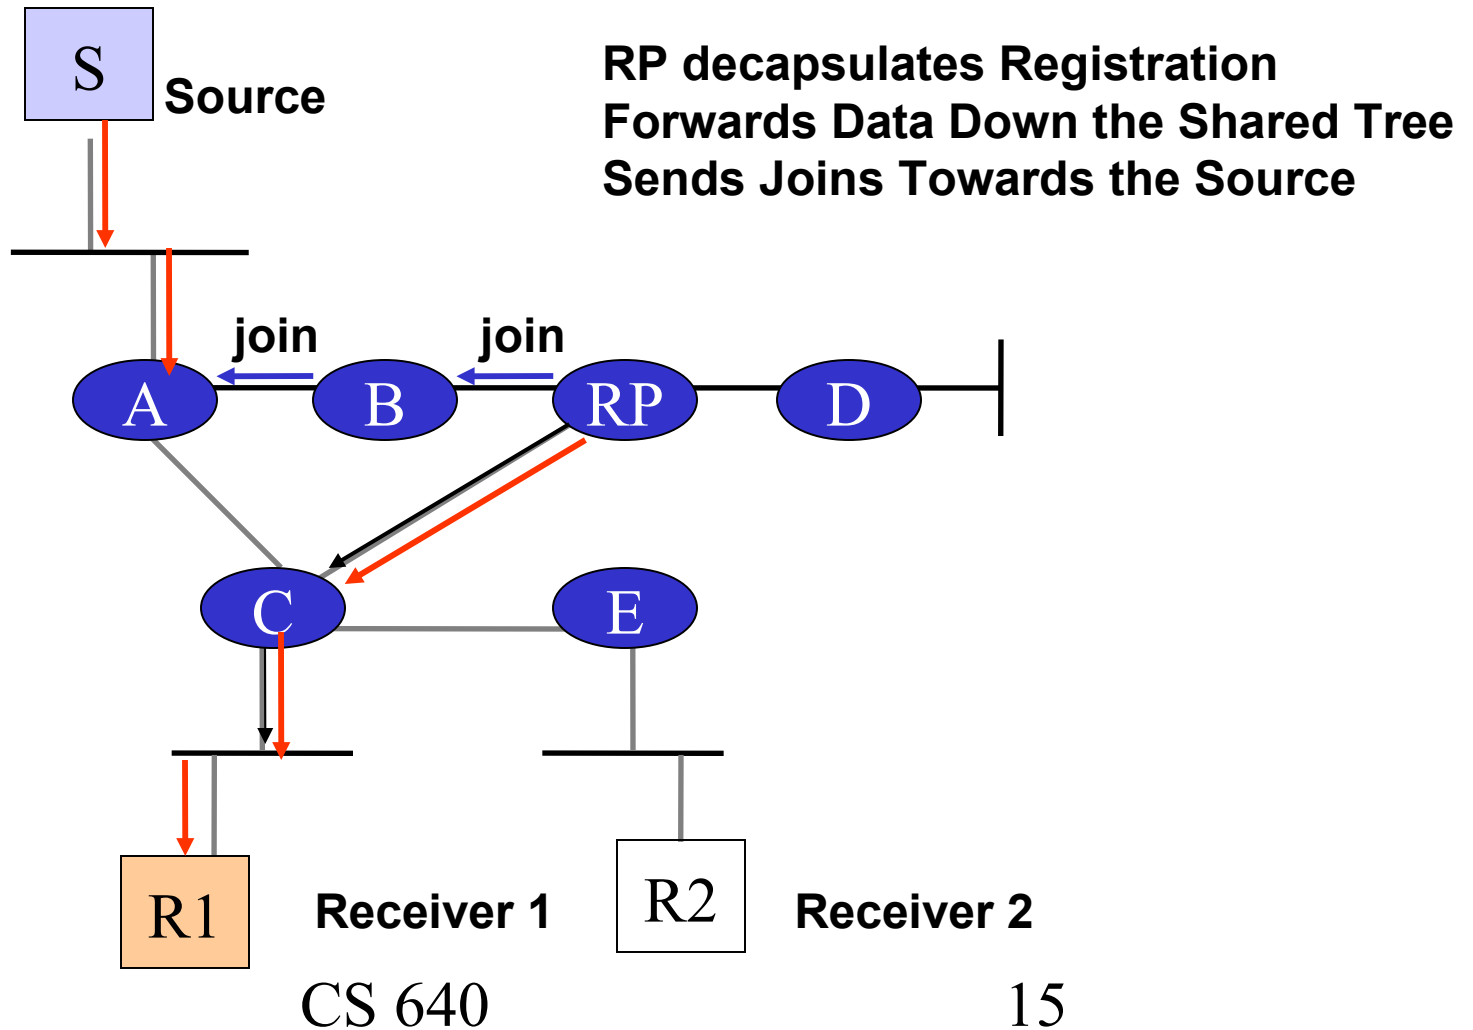 S
Source
RP decapsulates Registration
Forwards Data Down the Shared Tree
Sends Joins Towards the Source
join
join
A
B
RP
D
C
E
R1
Receiver 1
R2
Receiver 2
CS 640
15